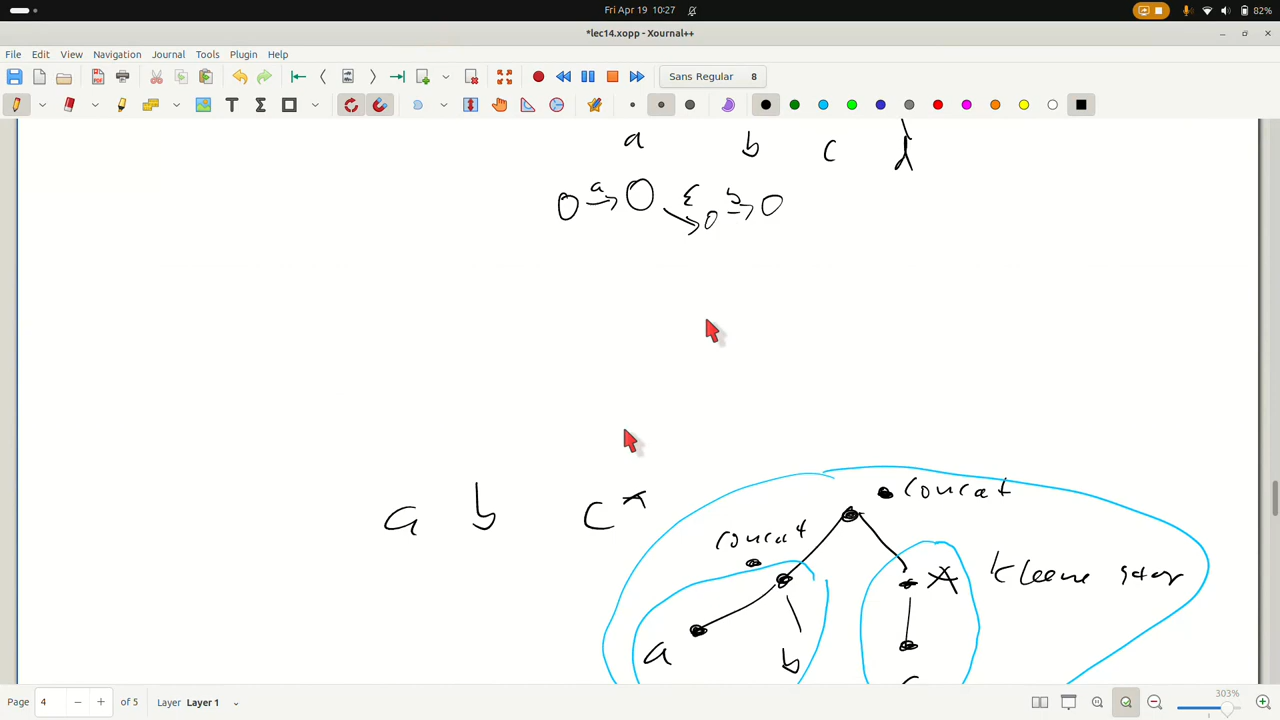 Fri Apr 19 10:27
82%
*lec14.xopp - Xournal++
File Edit View Navigation Journal Tools Plugin Help
Sans Regular 8
a b c λ
a ε b
a b c*
concat
concat
* kleene star
a
b
c
Page 4 of 5 Layer Layer 1
303%